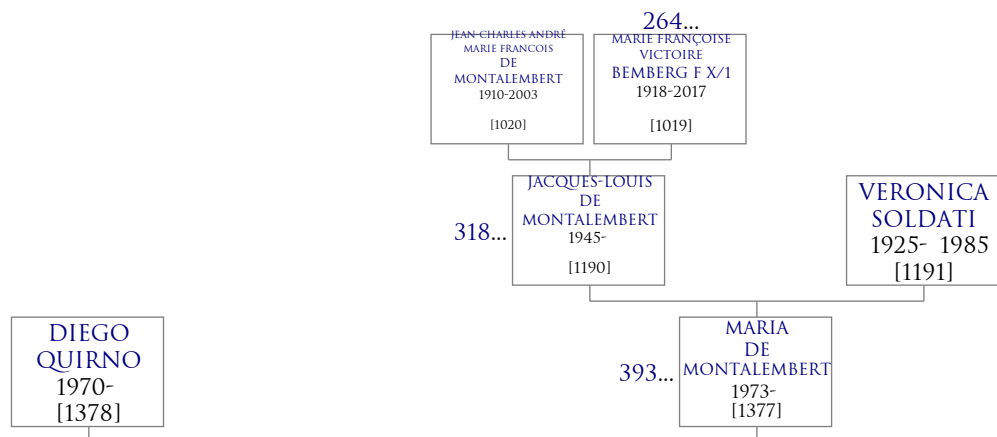 264...
JEAN-CHARLES ANDRÉ
MARIE FRANCOIS
DE
MONTALEMBERT
1910-2003
[1020]
MARIE FRANÇOISE
VICTOIRE
BEMBERG F X/1
1918-2017
[1019]
318...
JACQUES-LOUIS
DE
MONTALEMBERT
1945-
[1190]
VERONICA
SOLDATI
1925- 1985
[1191]
DIEGO
QUIRNO
1970-
[1378]
393...
MARIA
DE
MONTALEMBERT
1973-
[1377]